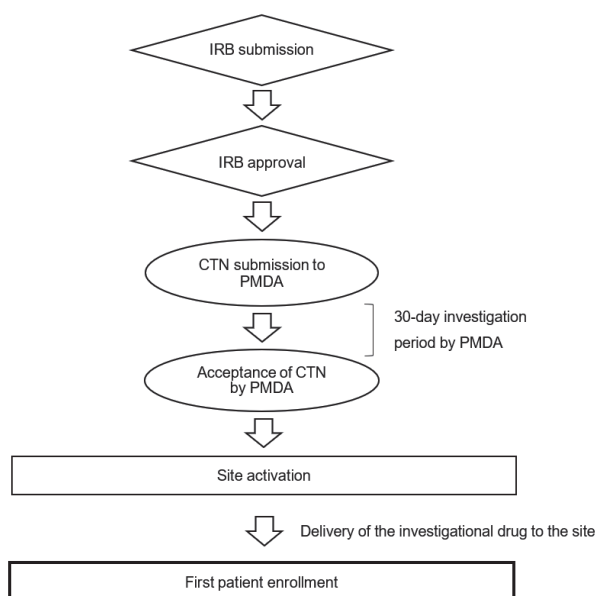 IRB submission
IRB approval
CTN submission to
PMDA
30-day investigation
period by PMDA
Acceptance of CTN
by PMDA
Site activation
Delivery of the investigational drug to the site
First patient enrollment